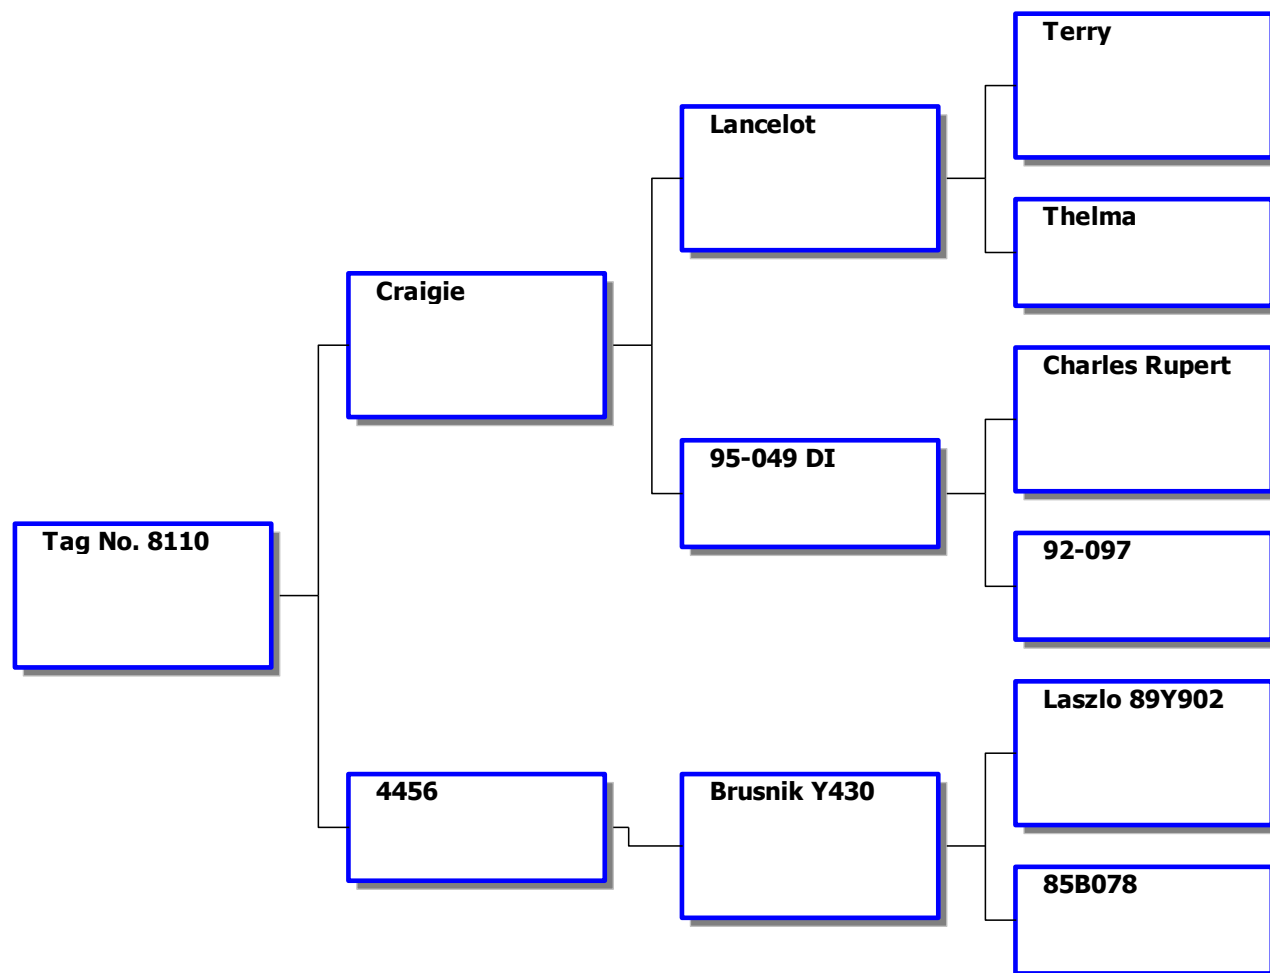 Terry
Lancelot
Thelma
Craigie
Charles Rupert
95-049 DI
Tag No. 8110
92-097
Laszlo 89Y902
4456
Brusnik Y430
85B078